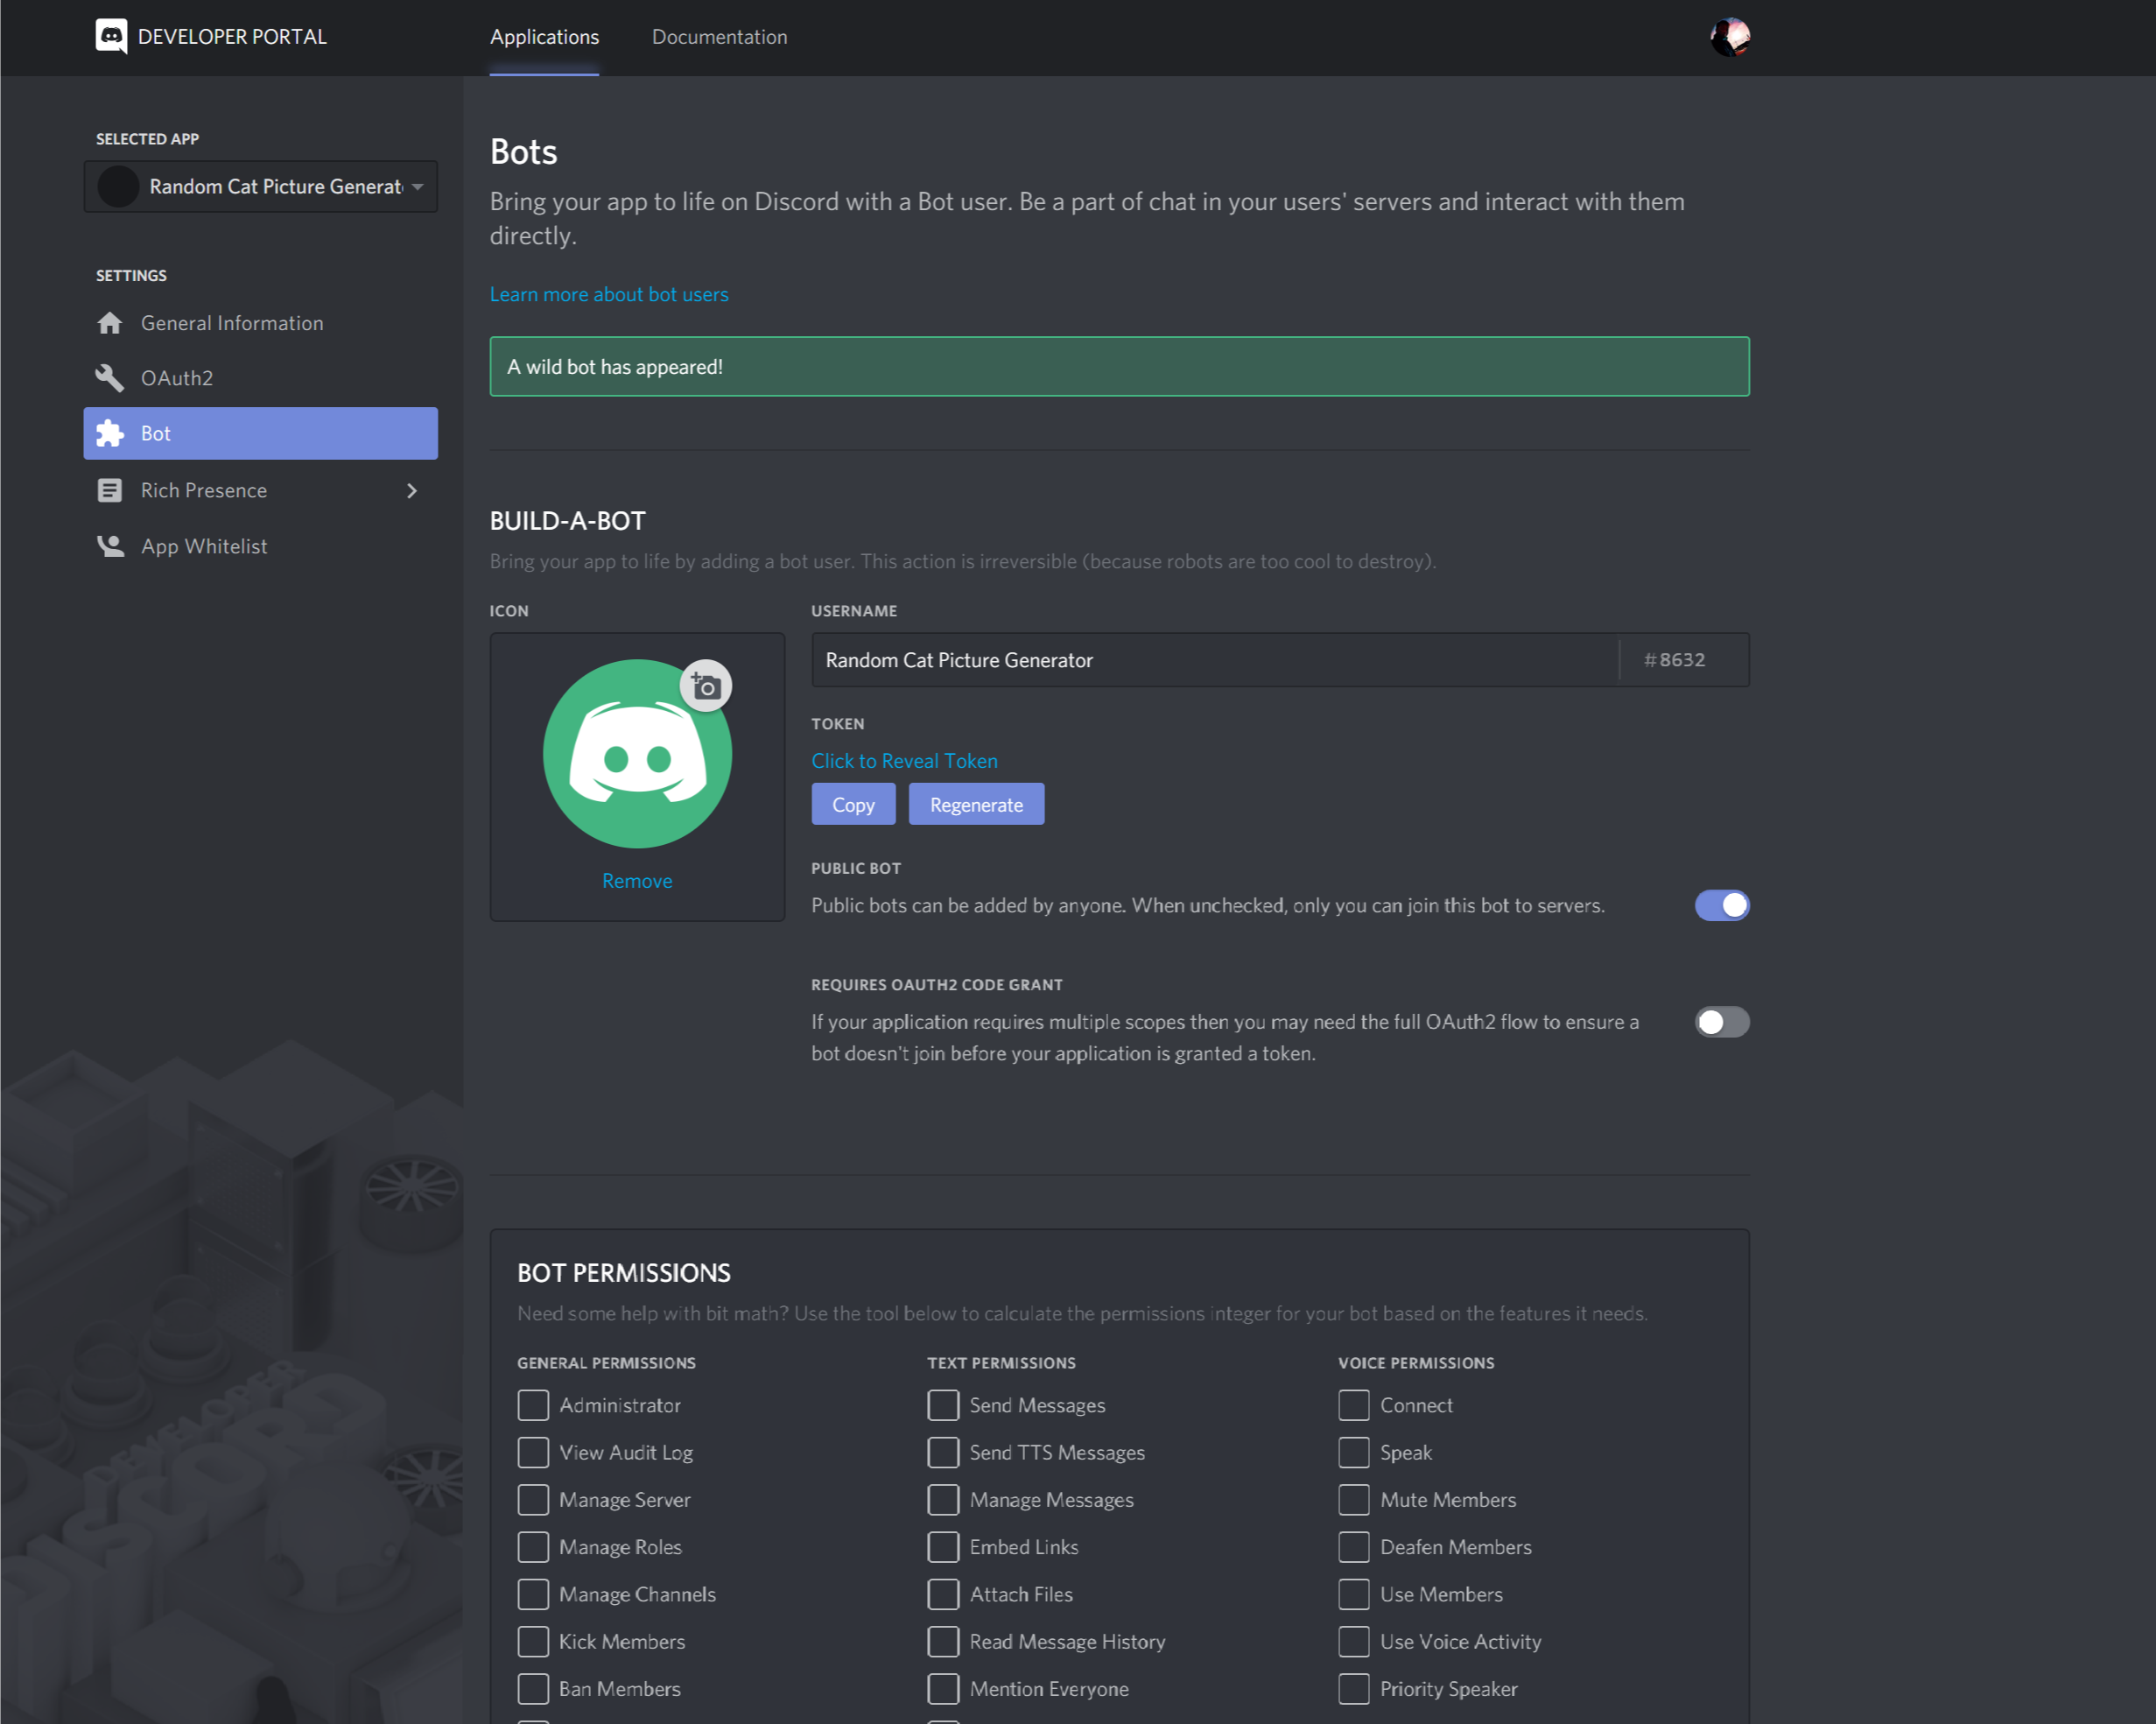 DEVELOPER PORTAL
Applications
Documentation
SELECTED APP
Random Cat Picture Generat
SETTINGS
General Information
OAuth2
Bot
Rich Presence
App Whitelist
Bots
Bring your app to life on Discord with a Bot user. Be a part of chat in your users' servers and interact with them
directly.
Learn more about bot users
A wild bot has appeared!
BUILD-A-BOT
Bring your app to life by adding a bot user. This action is irreversible (because robots are too cool to destroy).
ICON
Remove
USERNAME
Random Cat Picture Generator
#8632
TOKEN
Click to Reveal Token
Copy
Regenerate
PUBLIC BOT
Public bots can be added by anyone. When unchecked, only you can join this bot to servers.
REQUIRES OAUTH2 CODE GRANT
If your application requires multiple scopes then you may need the full OAuth2 flow to ensure a
bot doesn't join before your application is granted a token.
BOT PERMISSIONS
Need some help with bit math? Use the tool below to calculate the permissions integer for your bot based on the features it needs.
GENERAL PERMISSIONS
Administrator
View Audit Log
Manage Server
Manage Roles
Manage Channels
Kick Members
Ban Members
TEXT PERMISSIONS
Send Messages
Send TTS Messages
Manage Messages
Embed Links
Attach Files
Read Message History
Mention Everyone
VOICE PERMISSIONS
Connect
Speak
Mute Members
Deafen Members
Use Members
Use Voice Activity
Priority Speaker